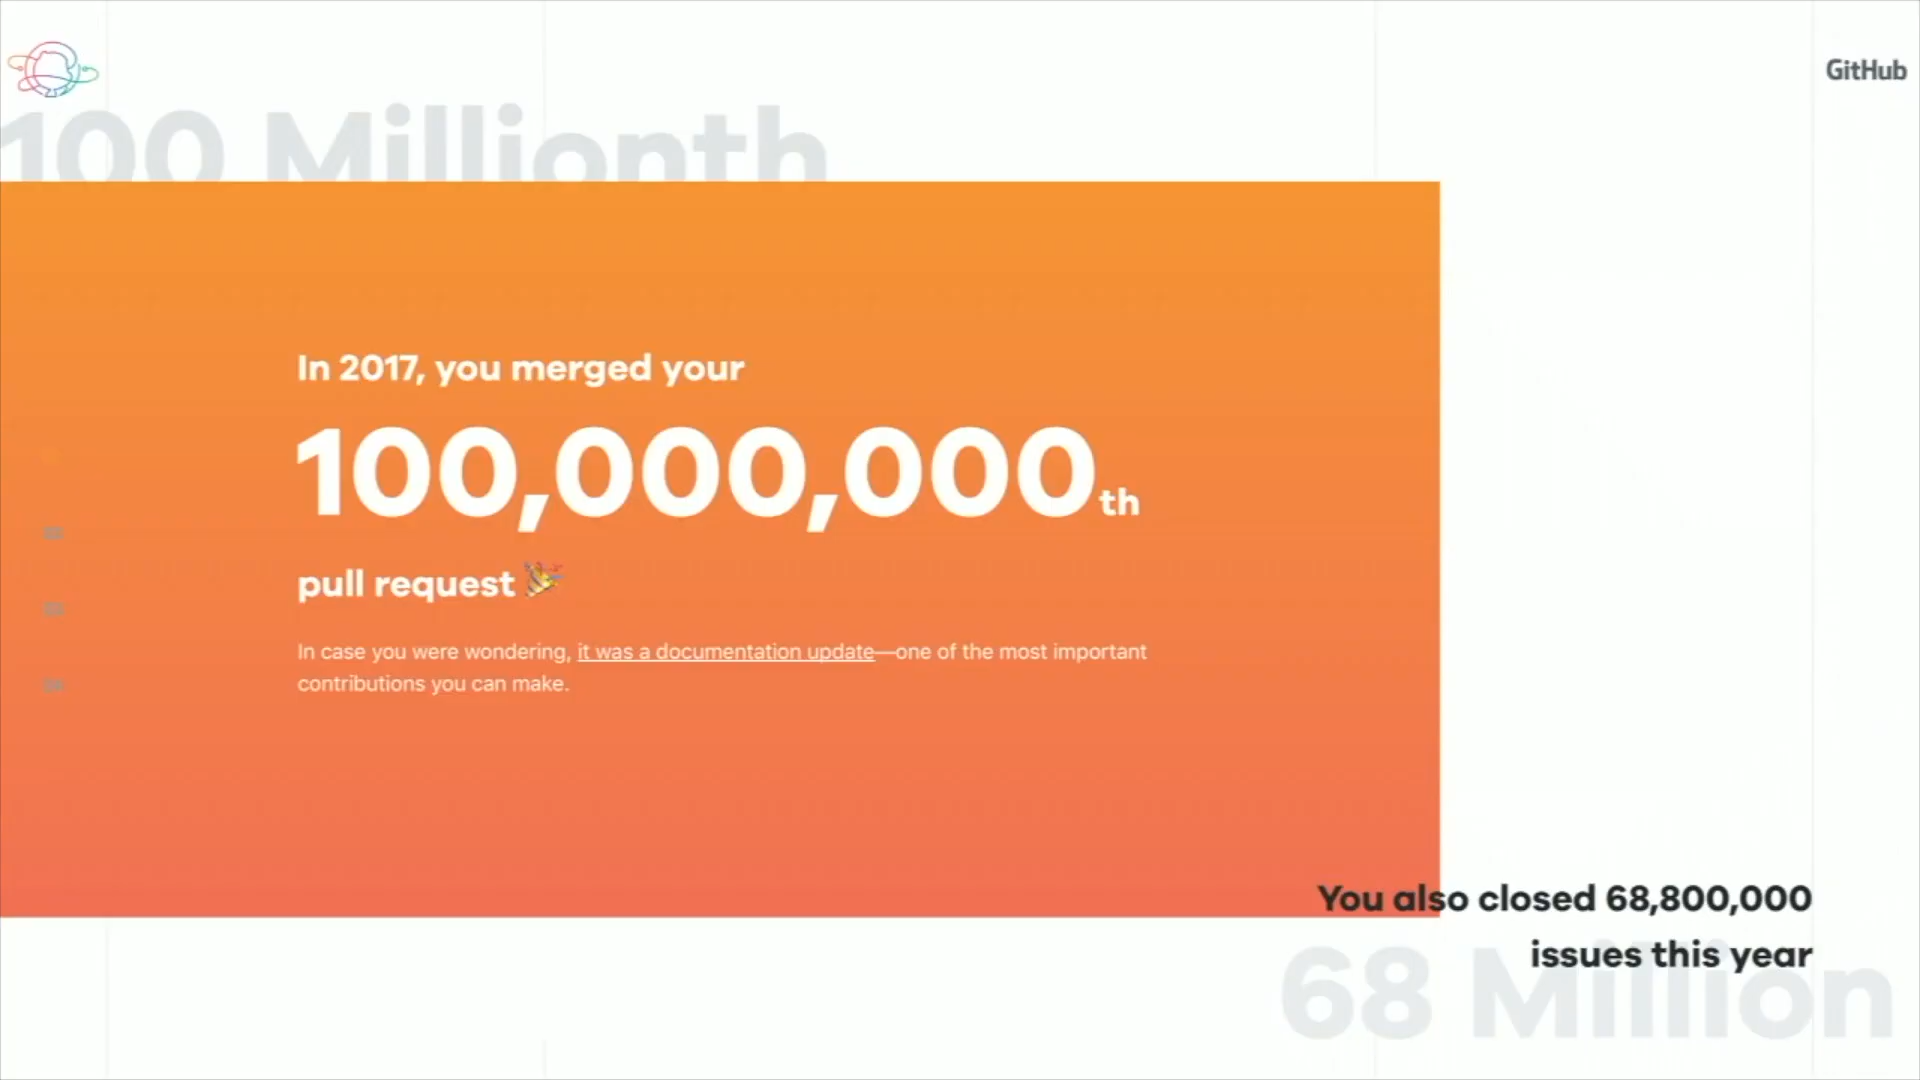 GitHub
100 Millionth
In 2017, you merged your
100,000,000th
pull request
In case you were wondering, it was a documentation update—one of the most important
contributions you can make.
You also closed 68,800,000
issues this year
68 Million